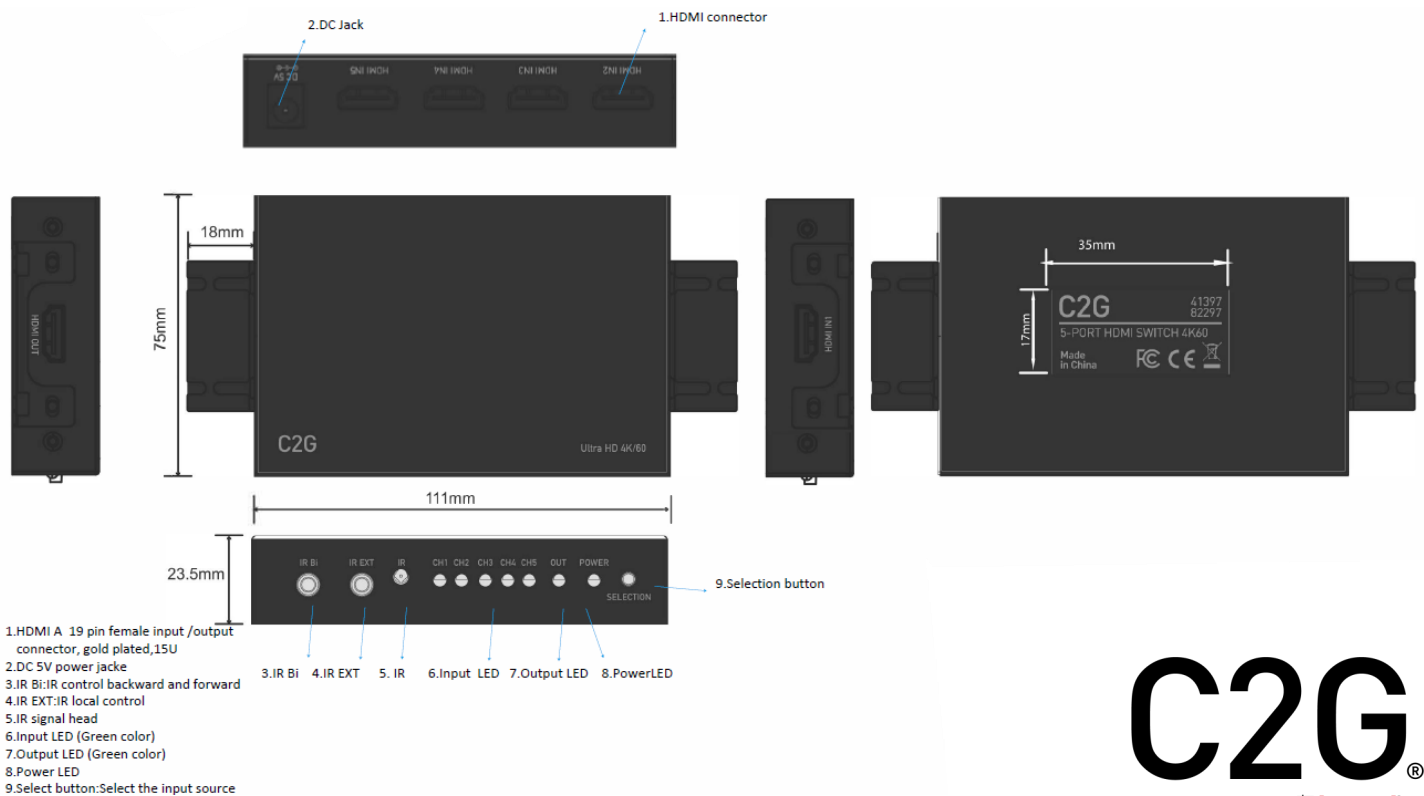 2.DC Jack
1.HDMI connector
DC 5V
HDMI IN5
HDMI IN4
HDMI IN3
HDMI IN2
18mm
75mm
HDMI OUT
C2G
Ultra HD 4K/60
HDMI IN1
35mm
17mm
C2G
41397
82297
5-PORT HDMI SWITCH 4K60
Made
in China
FC CE
111mm
23.5mm
IR Bi
IR EXT
IR
CH1 CH2 CH3 CH4 CH5
OUT
POWER
SELECTION
9.Selection button
3.IR Bi
4.IR EXT
5. IR
6.Input LED
7.Output LED
8.PowerLED
1.HDMI A 19 pin female input /output
connector, gold plated,15U
2.DC 5V power jacke
3.IR Bi:IR control backward and forward
4.IR EXT:IR local control
5.IR signal head
6.Input LED (Green color)
7.Output LED (Green color)
8.Power LED
9.Select button:Select the input source
C2G®